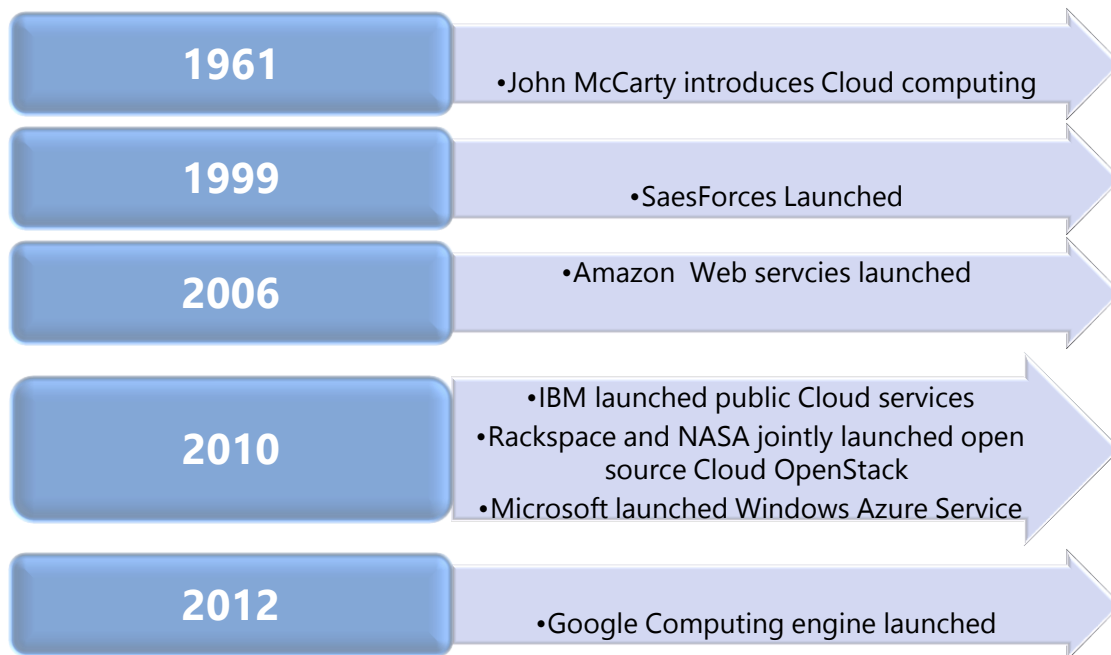 1961
•John McCarty introduces Cloud computing
1999
•SaesForces Launched
2006
•Amazon  Web servcies launched
2010
•IBM launched public Cloud services
•Rackspace and NASA jointly launched open
source Cloud OpenStack
•Microsoft launched Windows Azure Service
2012
•Google Computing engine launched